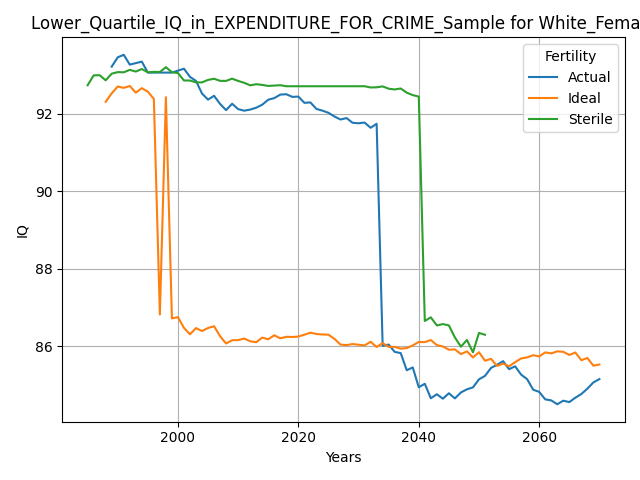 Lower_Quartile_IQ_in_EXPENDITURE_FOR_CRIME_Sample for White_Fema
Fertility
Actual
Ideal
Sterile
IQ
92
90
88
86
2000
2020
2040
2060
Years